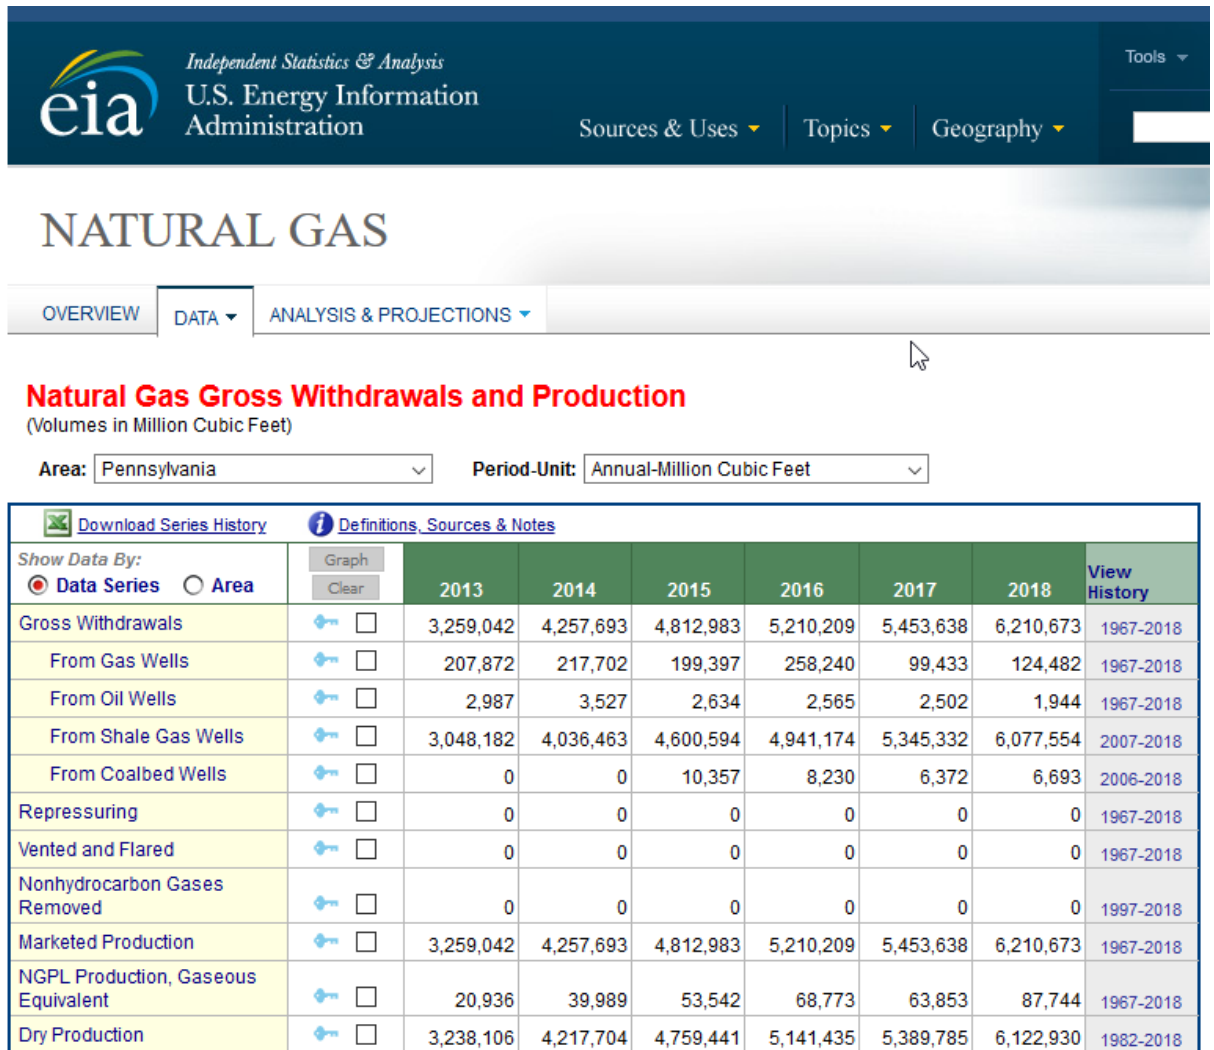 Independent Statistics & Analysis
U.S. Energy Information
Administration
eia
Tools
Sources & Uses
Topics
Geography
NATURAL GAS
OVERVIEW
DATA
ANALYSIS & PROJECTIONS
Natural Gas Gross Withdrawals and Production
(Volumes in Million Cubic Feet)
Area: Pennsylvania Period-Unit: Annual-Million Cubic Feet
Download Series History Definitions, Sources & Notes
Show Data By:
Data Series Area
Graph
Clear
2013 2014 2015 2016 2017 2018 View History
Gross Withdrawals 3,259,042 4,257,693 4,812,983 5,210,209 5,453,638 6,210,673 1967-2018
From Gas Wells 207,872 217,702 199,397 258,240 99,433 124,482 1967-2018
From Oil Wells 2,987 3,527 2,634 2,565 2,502 1,944 1967-2018
From Shale Gas Wells 3,048,182 4,036,463 4,600,594 4,941,174 5,345,332 6,077,554 2007-2018
From Coalbed Wells 0 0 10,357 8,230 6,372 6,693 2006-2018
Repressuring 0 0 0 0 0 0 1967-2018
Vented and Flared 0 0 0 0 0 0 1967-2018
Nonhydrocarbon Gases
Removed 0 0 0 0 0 0 1997-2018
Marketed Production 3,259,042 4,257,693 4,812,983 5,210,209 5,453,638 6,210,673 1967-2018
NGPL Production, Gaseous
Equivalent 20,936 39,989 53,542 68,773 63,853 87,744 1967-2018
Dry Production 3,238,106 4,217,704 4,759,441 5,141,435 5,389,785 6,122,930 1982-2018